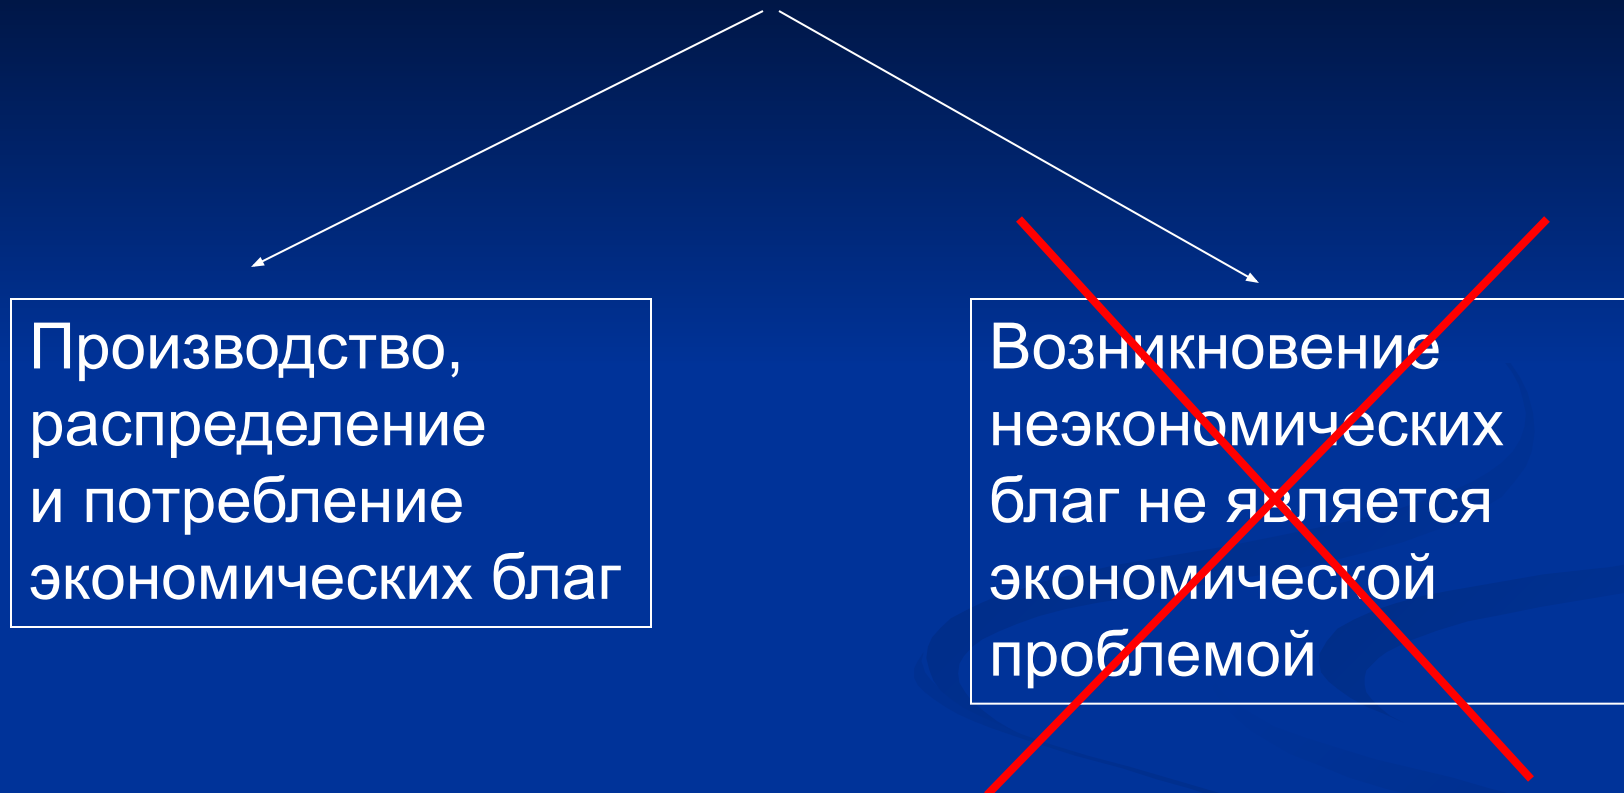 Производство,
распределение
и потребление
экономических благ
Возникновение
неэкономических
благ не является
экономической
проблемой